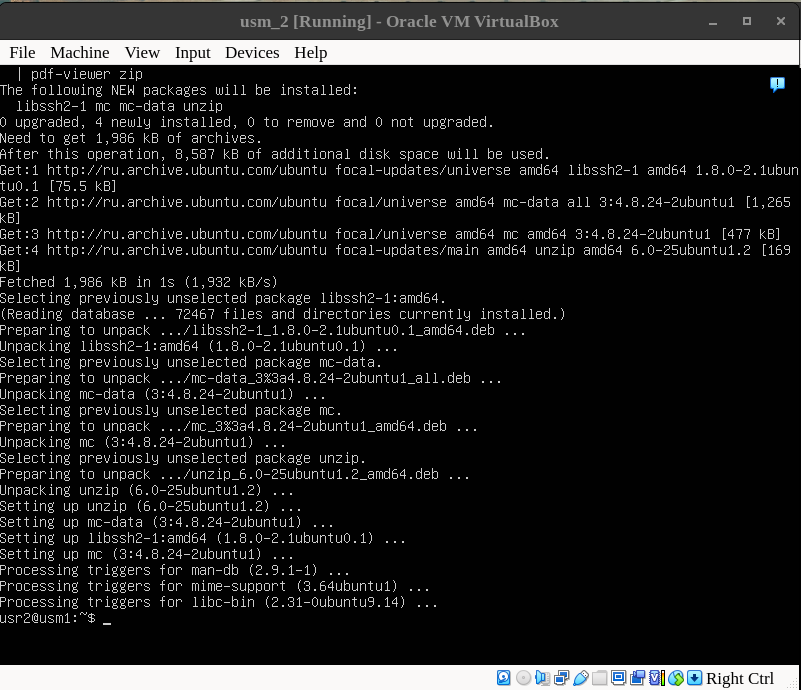 usm_2 [Running] - Oracle VM VirtualBox
File Machine View Input Devices Help
| pdf-viewer zip
The following NEW packages will be installed:
libssh2-1 mc mc-data unzip
0 upgraded, 4 newly installed, 0 to remove and 0 not upgraded.
Need to get 1,986 kB of archives.
After this operation, 8,587 kB of additional disk space will be used.
Get:1 http://ru.archive.ubuntu.com/ubuntu focal-updates/universe amd64 libssh2-1 amd64 1.8.0-2.1ubun
tu0.1 [75.5 kB]
Get:2 http://ru.archive.ubuntu.com/ubuntu focal/universe amd64 mc-data all 3:4.8.24-2ubuntu1 [1,265
kB]
Get:3 http://ru.archive.ubuntu.com/ubuntu focal/universe amd64 mc amd64 3:4.8.24-2ubuntu1 [477 kB]
Get:4 http://ru.archive.ubuntu.com/ubuntu focal-updates/main amd64 unzip amd64 6.0-25ubuntu1.2 [169
kB]
Fetched 1,986 kB in 1s (1,932 kB/s)
Selecting previously unselected package libssh2-1:amd64.
(Reading database ... 72467 files and directories currently installed.)
Preparing to unpack .../libssh2-1_1.8.0-2.1ubuntu0.1_amd64.deb ...
Unpacking libssh2-1:amd64 (1.8.0-2.1ubuntu0.1) ...
Selecting previously unselected package mc-data.
Preparing to unpack .../mc-data_3%3a4.8.24-2ubuntu1_all.deb ...
Unpacking mc-data (3:4.8.24-2ubuntu1) ...
Selecting previously unselected package mc.
Preparing to unpack .../mc_3%3a4.8.24-2ubuntu1_amd64.deb ...
Unpacking mc (3:4.8.24-2ubuntu1) ...
Selecting previously unselected package unzip.
Preparing to unpack .../unzip_6.0-25ubuntu1.2_amd64.deb ...
Unpacking unzip (6.0-25ubuntu1.2) ...
Setting up unzip (6.0-25ubuntu1.2) ...
Setting up mc-data (3:4.8.24-2ubuntu1) ...
Setting up libssh2-1:amd64 (1.8.0-2.1ubuntu0.1) ...
Setting up mc (3:4.8.24-2ubuntu1) ...
Processing triggers for man-db (2.9.1-1) ...
Processing triggers for mime-support (3.64ubuntu1) ...
Processing triggers for libc-bin (2.31-0ubuntu9.14) ...
usr2@usm1:~$ _
Right Ctrl